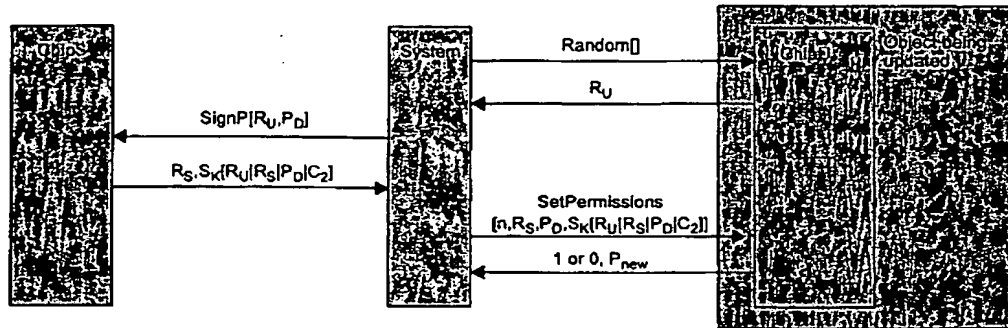 ChipS
System
Object being
updated U
Random[]
R_U
SignP[R_U,P_D]
R_S,S_K[R_U|R_S|P_D|C_2]
SetPermissions
[n,R_S,P_D,S_K[R_U|R_S|P_D|C_2]]
1 or 0, P_new